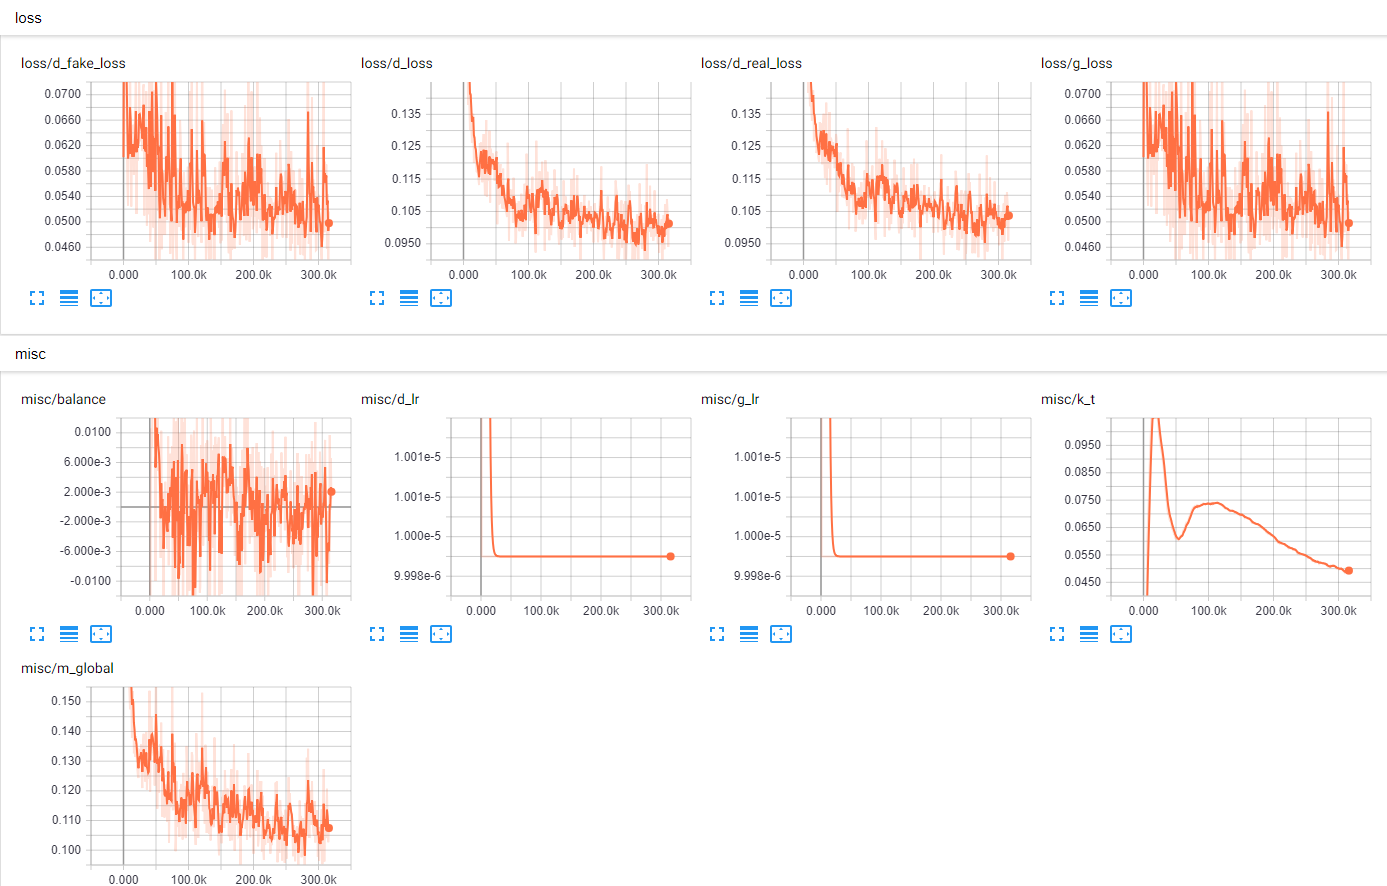 loss
loss/d_fake_loss
0.0700
0.0660
0.0620
0.0580
0.0540
0.0500
0.0460
0.000 100.0k 200.0k 300.0k
loss/d_loss
0.135
0.125
0.115
0.105
0.0950
0.000 100.0k 200.0k 300.0k
loss/d_real_loss
0.135
0.125
0.115
0.105
0.0950
0.000 100.0k 200.0k 300.0k
loss/g_loss
0.0700
0.0660
0.0620
0.0580
0.0540
0.0500
0.0460
0.000 100.0k 200.0k 300.0k
misc
misc/balance
0.0100
6.000e-3
2.000e-3
-2.000e-3
-6.000e-3
-0.0100
0.000 100.0k 200.0k 300.0k
misc/d_lr
1.001e-5
1.001e-5
1.000e-5
9.998e-6
0.000 100.0k 200.0k 300.0k
misc/g_lr
1.001e-5
1.001e-5
1.000e-5
9.998e-6
0.000 100.0k 200.0k 300.0k
misc/k_t
0.0950
0.0850
0.0750
0.0650
0.0550
0.0450
0.000 100.0k 200.0k 300.0k
misc/m_global
0.150
0.140
0.130
0.120
0.110
0.100
0.000 100.0k 200.0k 300.0k